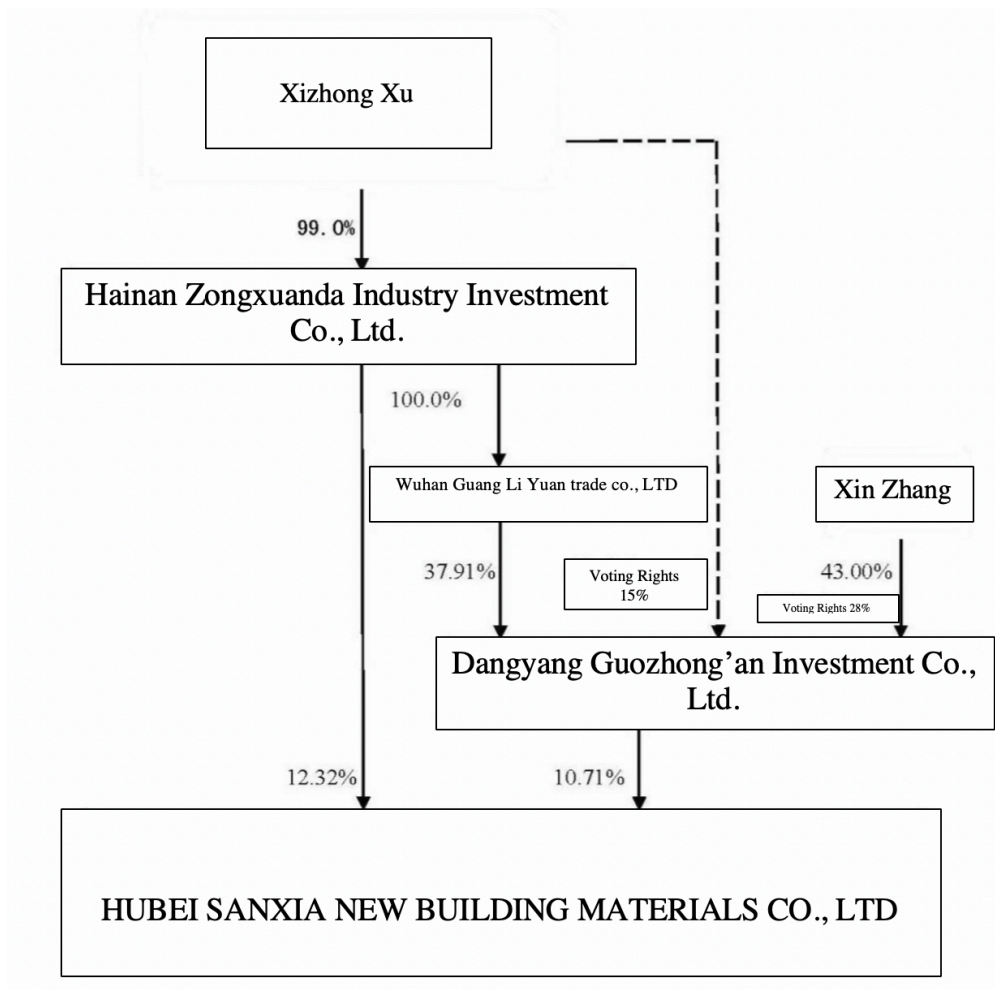 Xizhong Xu
99.0%
Hainan Zongxuanda Industry Investment
Co., Ltd.
100.0%
Wuhan Guang Li Yuan trade co., LTD
Xin Zhang
37.91%
Voting Rights
15%
43.00%
Voting Rights 28%
Dangyang Guozhong’an Investment Co.,
Ltd.
12.32%
10.71%
HUBEI SANXIA NEW BUILDING MATERIALS CO., LTD